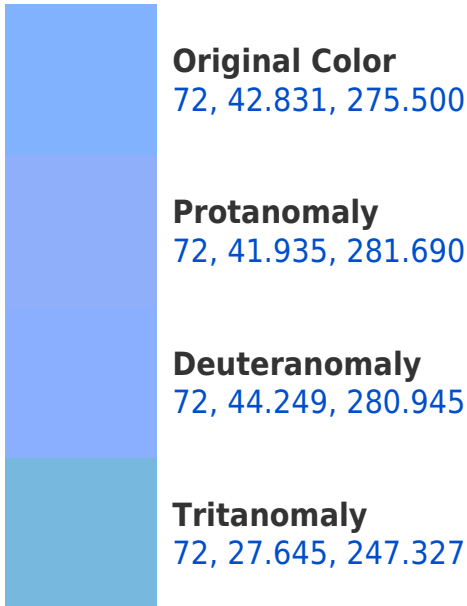 Original Color
72, 42.831, 275.500
Protanomaly
72, 41.935, 281.690
Deuteranomaly
72, 44.249, 280.945
Tritanomaly
72, 27.645, 247.327